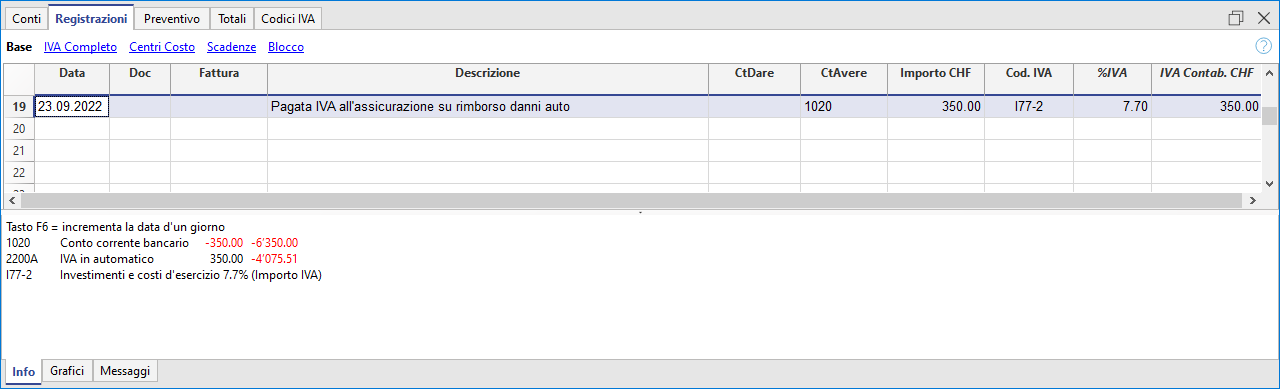 Conti Registrazioni Preventivo Totali Codici IVA
Base IVA Completo Centri Costo Scadenze Blocco ?
Data Doc Fattura Descrizione CtDare CtAvere Importo CHF Cod. IVA %IVA IVA Contab. CHF
19 23.09.2022 Pagata IVA all'assicurazione su rimborso danni auto 1020 350.00 I77-2 7.70 350.00
20
21
22
Tasto F6 = incrementa la data d'un giorno
1020 Conto corrente bancario -350.00 -6'350.00
2200A IVA in automatico 350.00 -4'075.51
I77-2 Investimenti e costi d'esercizio 7.7% (Importo IVA)
Info Grafici Messaggi